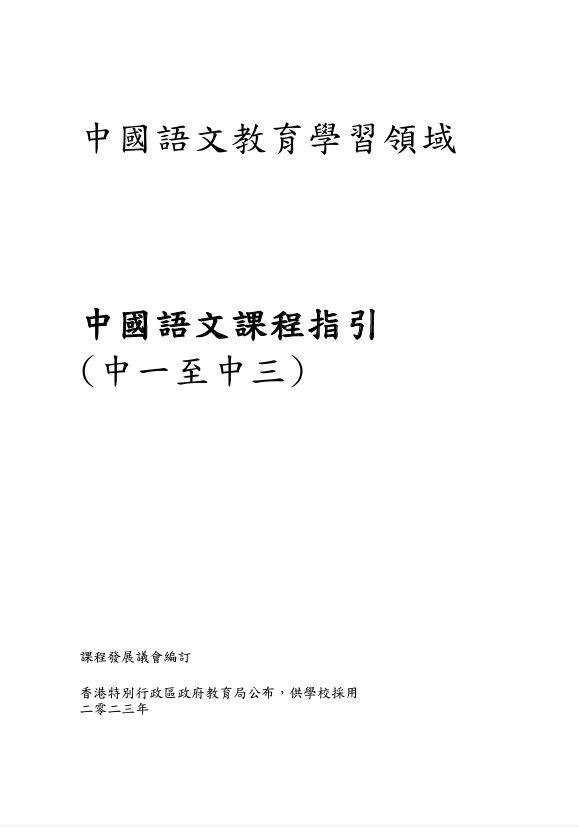 中國語文教育學習領域
中國語文課程指引
(中一至中三)
課程發展議會編訂
香港特別行政區政府教育局公布，供學校採用
二零二三年